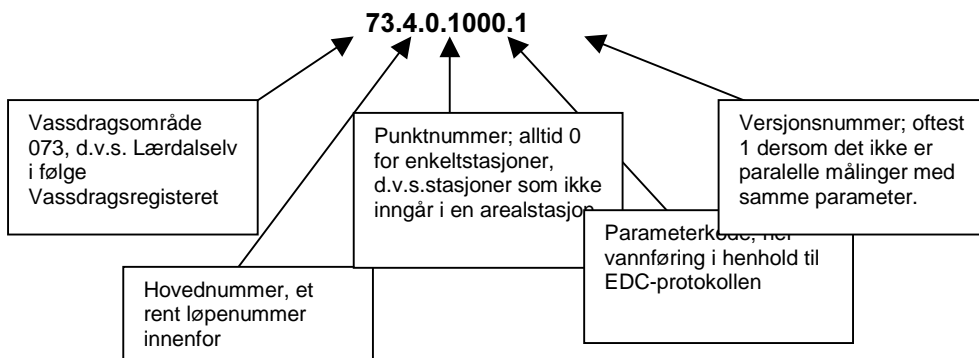 73.4.0.1000.1
Vassdragsområde
073, d.v.s. Lærdalselv
i følge
Vassdragsregisteret
Punktnummer; alltid 0
for enkeltstasjoner,
d.v.s.stasjoner som ikke
inngår i en arealstasjon
Versjonsnummer; oftest
1 dersom det ikke er
paralelle målinger med
samme parameter.
Parameterkode, her
vannføring i henhold til
EDC-protokollen
Hovednummer, et
rent løpenummer
innenfor